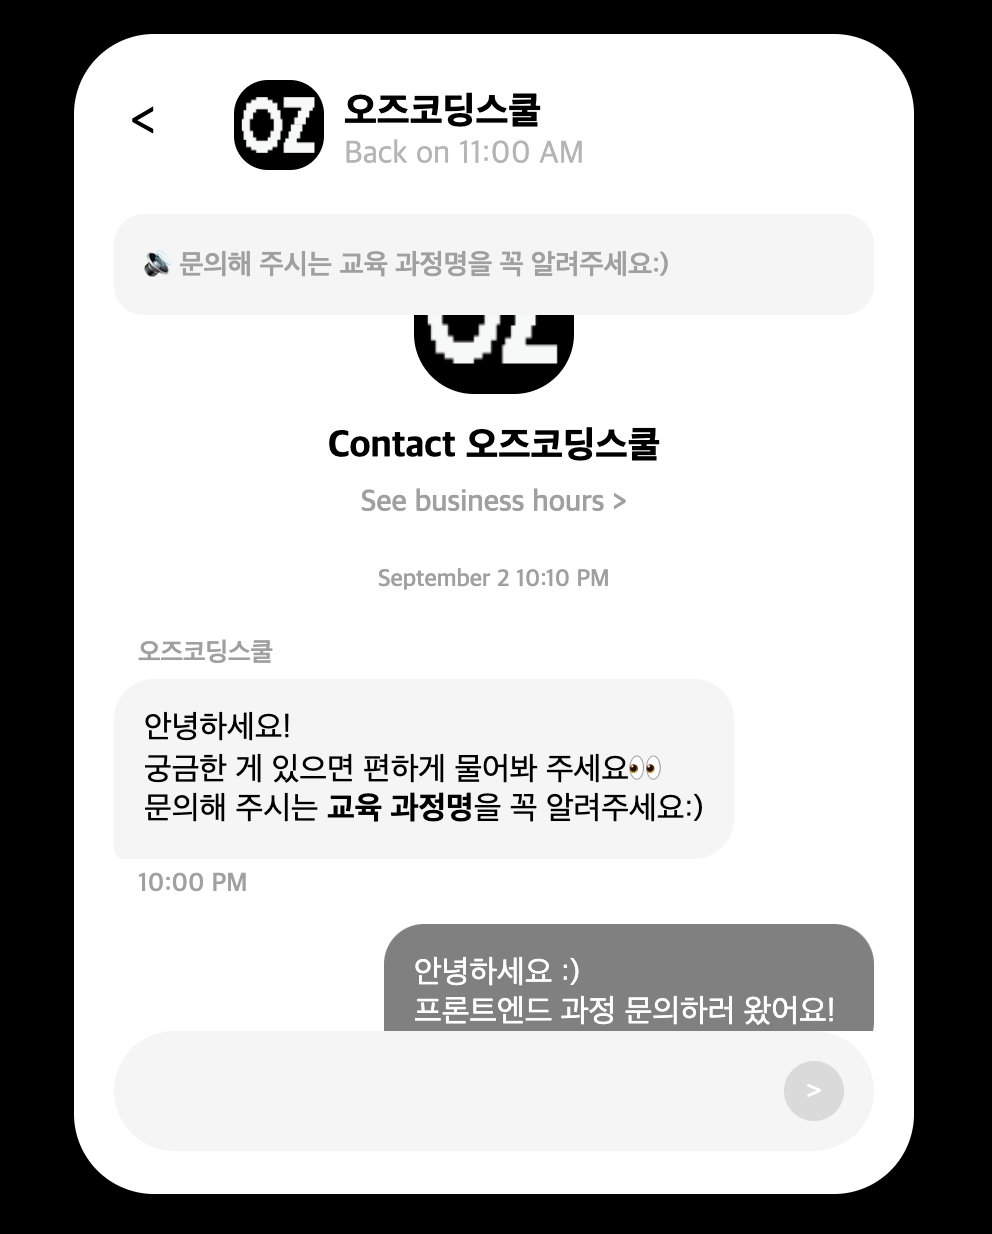 <
OZ
오즈코딩스쿨
Back on 11:00 AM
🔊 문의해 주시는 교육 과정명을 꼭 알려주세요:)
OZ
Contact 오즈코딩스쿨
See business hours >
September 2 10:10 PM
오즈코딩스쿨
안녕하세요!
궁금한 게 있으면 편하게 물어봐 주세요👀
문의해 주시는 교육 과정명을 꼭 알려주세요:)
10:00 PM
안녕하세요 :)
프론트엔드 과정 문의하러 왔어요!
>